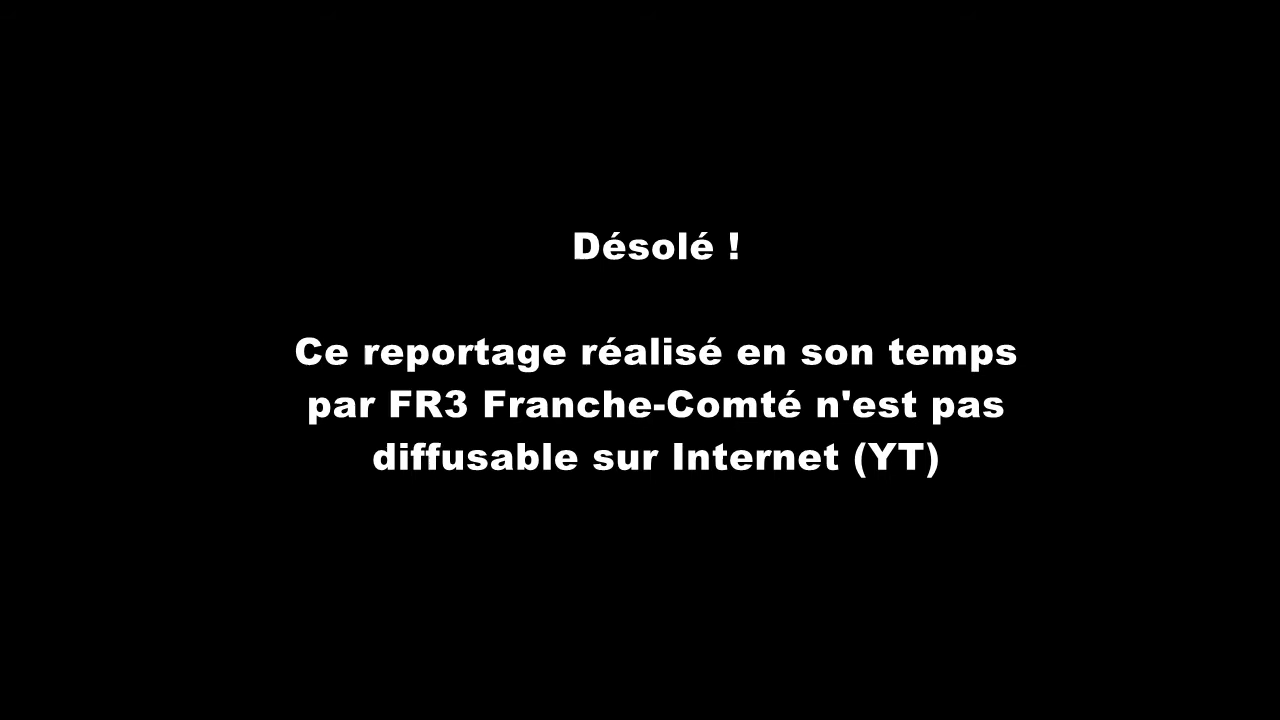 Désolé !
Ce reportage réalisé en son temps
par FR3 Franche-Comté n'est pas
diffusable sur Internet (YT)